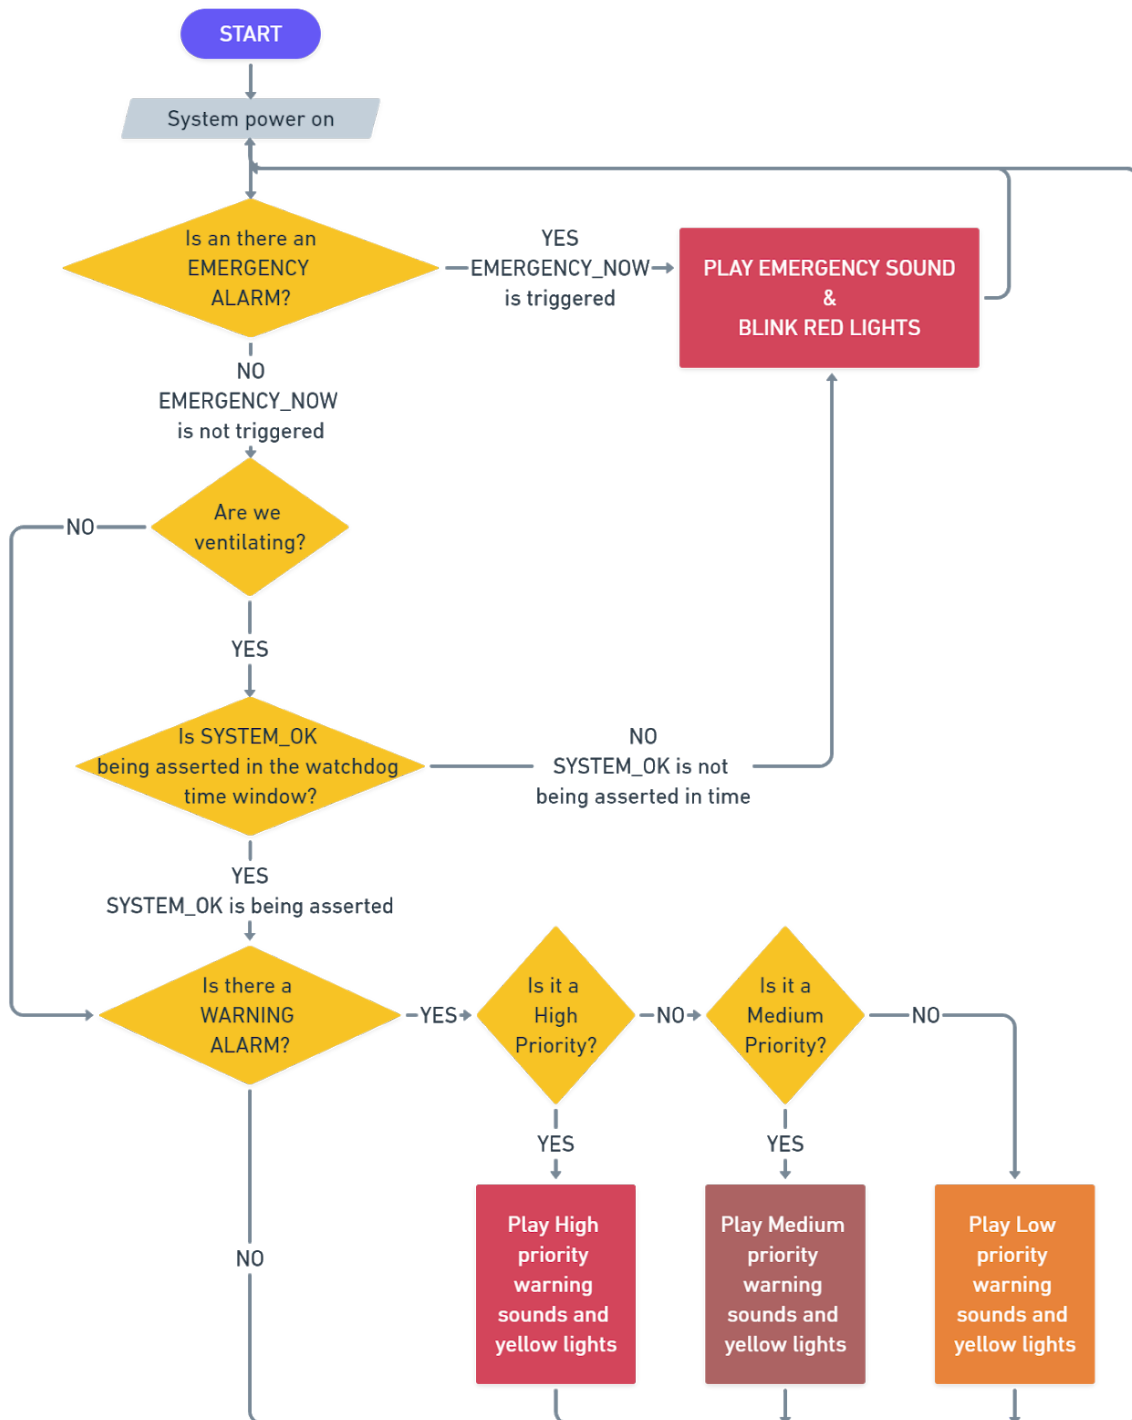 START
System power on
Is an there an
EMERGENCY
ALARM?
YES
EMERGENCY_NOW
is triggered
PLAY EMERGENCY SOUND
&
BLINK RED LIGHTS
NO
EMERGENCY_NOW
is not triggered
Are we
ventilating?
NO
YES
Is SYSTEM_OK
being asserted in the watchdog
time window?
NO
SYSTEM_OK is not
being asserted in time
YES
SYSTEM_OK is being asserted
Is there a
WARNING
ALARM?
YES
Is it a
High
Priority?
NO
Is it a
Medium
Priority?
NO
YES
YES
NO
Play High
priority
warning
sounds and
yellow lights
Play Medium
priority
warning
sounds and
yellow lights
Play Low
priority
warning
sounds and
yellow lights